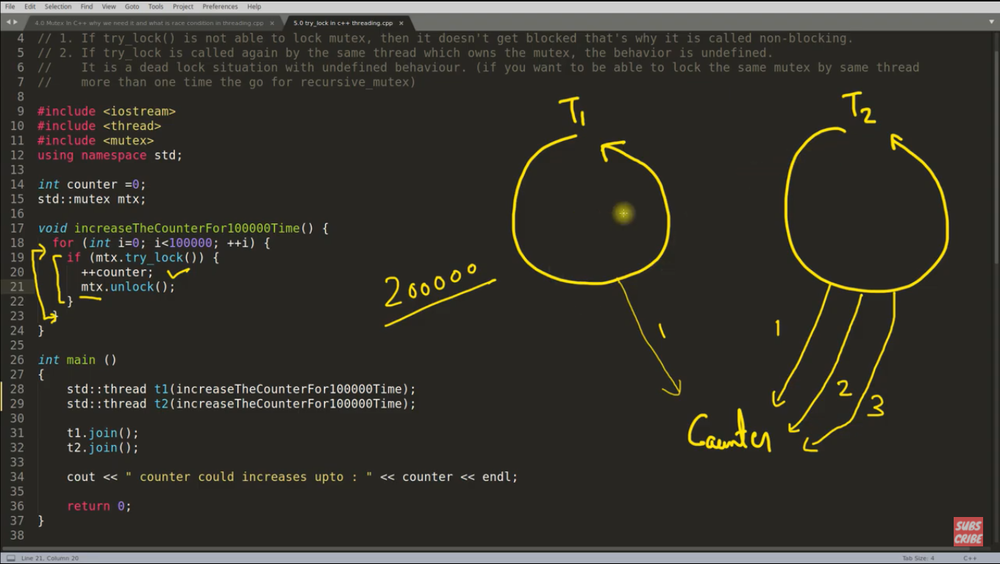 File Edit Selection Find View Goto Tools Project Preferences Help
4.0 Mutex In C++ why we need it and what is race condition in threading.cpp × 5.0 try_lock in c++ threading.cpp ×
4 // 1. If try_lock() is not able to lock mutex, then it doesn't get blocked that's why it is called non-blocking.
5 // 2. If try_lock is called again by the same thread which owns the mutex, the behavior is undefined.
6 //    It is a dead lock situation with undefined behaviour. (if you want to be able to lock the same mutex by same thread
7 //    more than one time the go for recursive_mutex)
8
9 #include <iostream>
10 #include <thread>
11 #include <mutex>
12 using namespace std;
13
14 int counter =0;
15 std::mutex mtx;
16
17 void increaseTheCounterFor100000Time() {
18   for (int i=0; i<100000; ++i) {
19     if (mtx.try_lock()) {
20       ++counter;
21       mtx.unlock();
22     }
23   }
24 }
25
26 int main ()
27 {
28     std::thread t1(increaseTheCounterFor100000Time);
29     std::thread t2(increaseTheCounterFor100000Time);
30
31     t1.join();
32     t2.join();
33
34     cout << " counter could increases upto : " << counter << endl;
35
36     return 0;
37 }
38
T1 T2
200000
1 1 2 3
Counter
SUBS
CRIBE
Line 21, Column 20 Tab Size: 4 C++